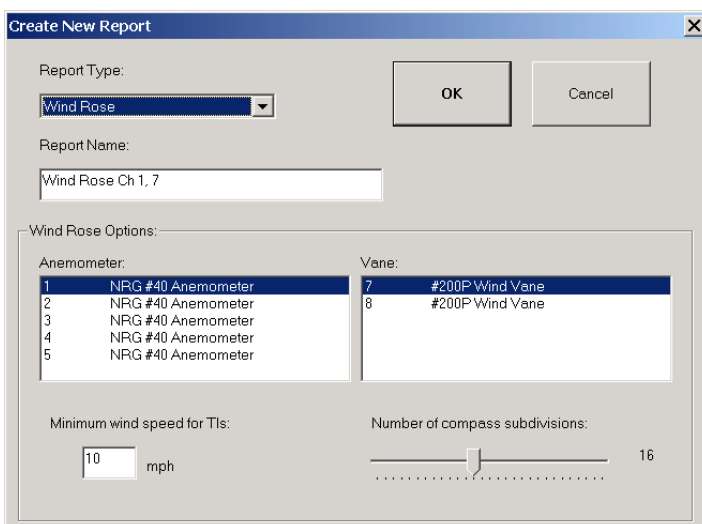 Create New Report
Report Type:
Wind Rose
OK
Cancel
Report Name:
Wind Rose Ch 1, 7
Wind Rose Options:
Anemometer:
1 NRG #40 Anemometer
2 NRG #40 Anemometer
3 NRG #40 Anemometer
4 NRG #40 Anemometer
5 NRG #40 Anemometer
Vane:
7 #200P Wind Vane
8 #200P Wind Vane
Minimum wind speed for TIs:
10 mph
Number of compass subdivisions:
16